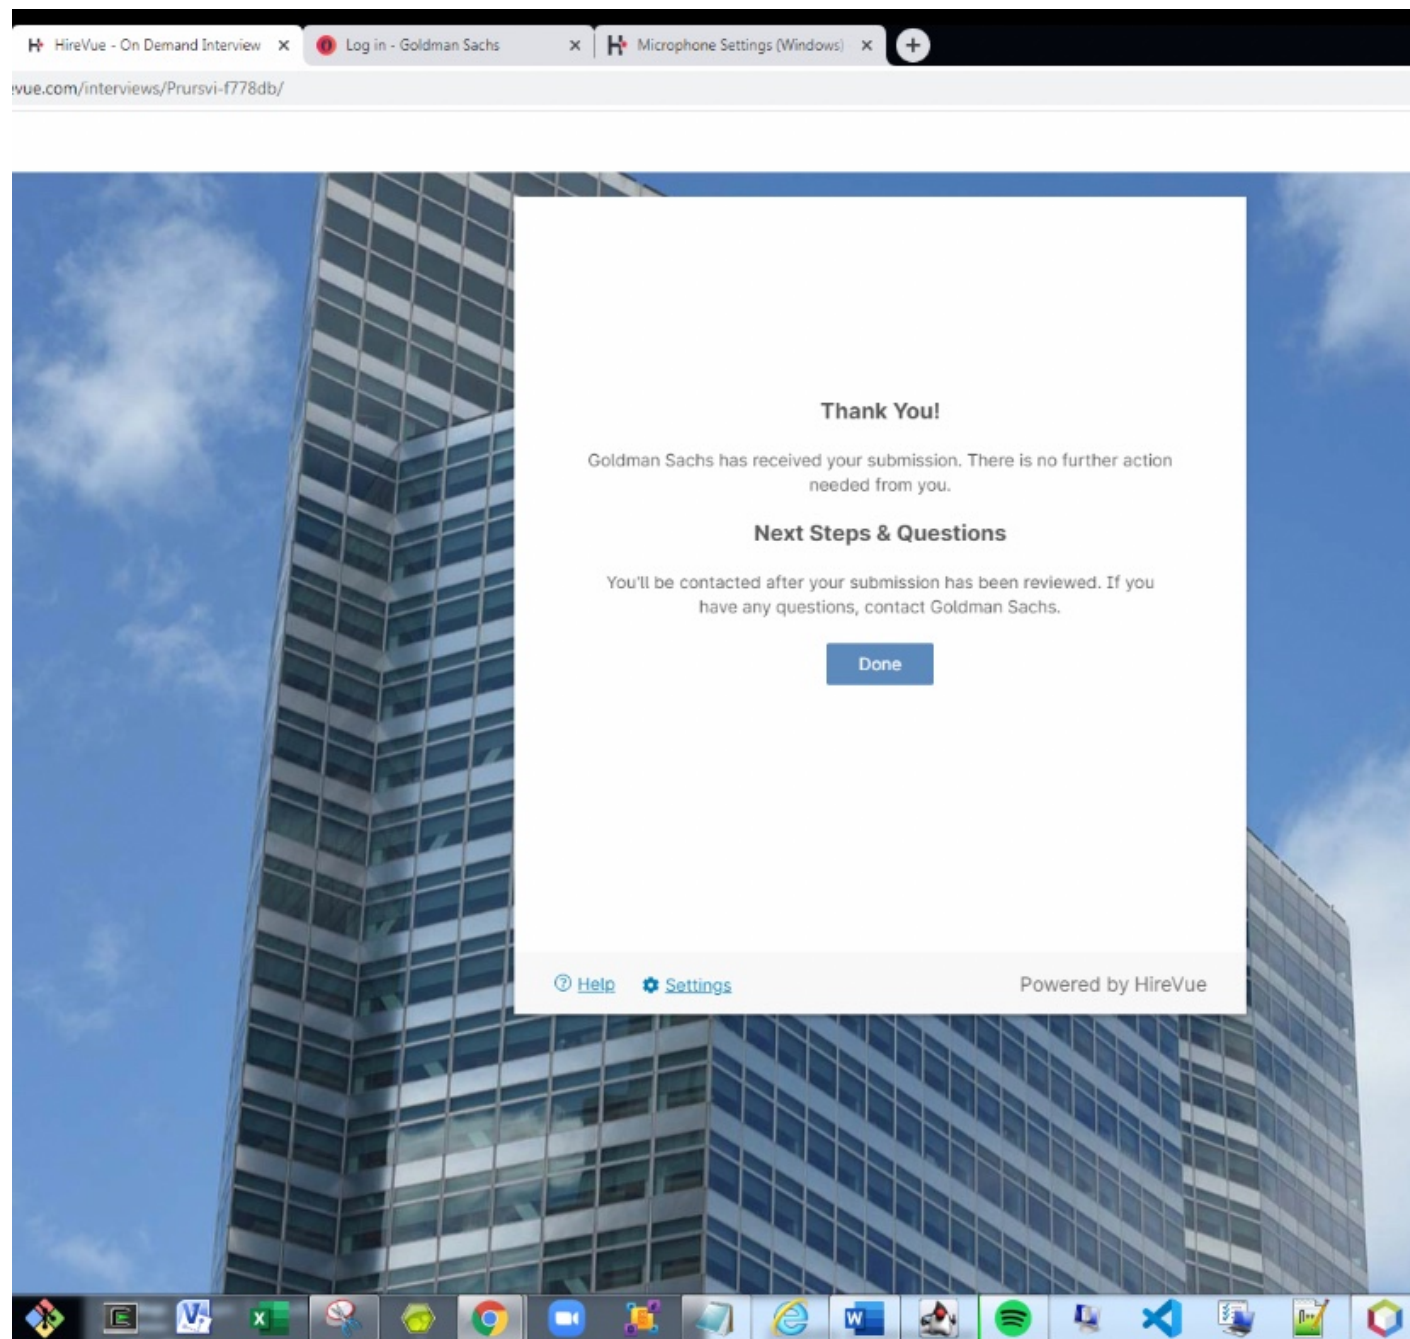 HireVue - On Demand Interview
Log in - Goldman Sachs
Microphone Settings (Windows)
vue.com/interviews/Prursvi-f778db/
Thank You!
Goldman Sachs has received your submission. There is no further action
needed from you.
Next Steps & Questions
You'll be contacted after your submission has been reviewed. If you
have any questions, contact Goldman Sachs.
Done
Help
Settings
Powered by HireVue